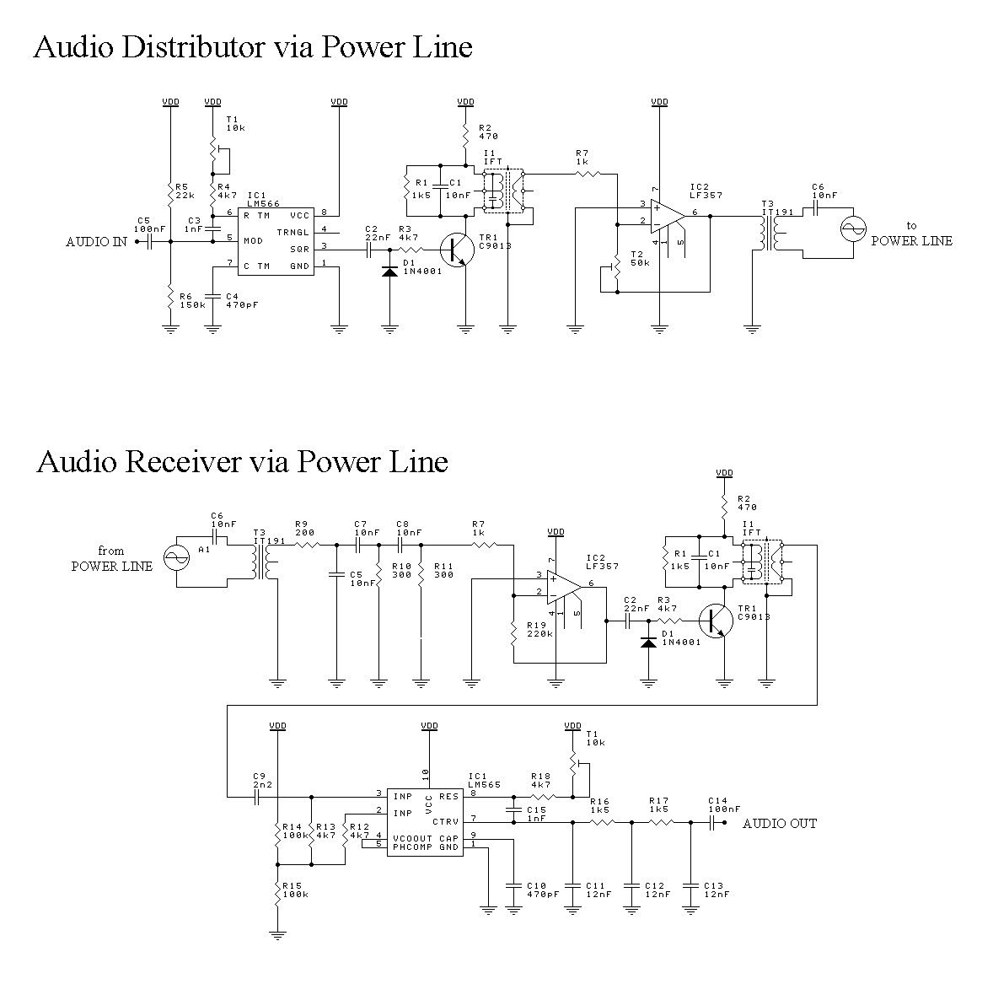 Audio Distributor via Power Line
VDD
VDD
VDD
VDD
VDD
T1
10k
R2
470
I1
IFT
R7
1k
R5
22k
R4
4k7
IC1
LM566
R1
1k5
C1
10nF
IC2
LF357
C6
10nF
C5
100nF
C3
1nF
6
R TM
VCC
8
TRNGL
4
5
MOD
SQR
3
7
C TM
GND
1
C2
22nF
R3
4k7
D1
1N4001
TR1
C9013
7
3
+
2
-
6
4
1
5
T2
50k
T3
IT191
AUDIO IN
to
POWER LINE
R6
150k
C4
470pF
Audio Receiver via Power Line
VDD
R2
470
C6
10nF
T3
IT191
R9
200
C7
10nF
C8
10nF
R7
1k
VDD
I1
IFT
from
POWER LINE
A1
C5
10nF
R10
300
R11
300
7
IC2
LF357
3
+
2
-
6
4
1
5
R1
1k5
C1
10nF
R19
220k
C2
22nF
R3
4k7
D1
1N4001
TR1
C9013
VDD
VDD
VDD
T1
10k
C9
2n2
10
IC1
LM565
R18
4k7
3
INP
VCC
RES
8
2
INP
CTRV
7
4
VCOOUT
CAP
9
5
PHCOMP
GND
1
R14
100k
R13
4k7
R12
4k7
C15
1nF
R16
1k5
R17
1k5
C14
100nF
AUDIO OUT
R15
100k
C10
470pF
C11
12nF
C12
12nF
C13
12nF